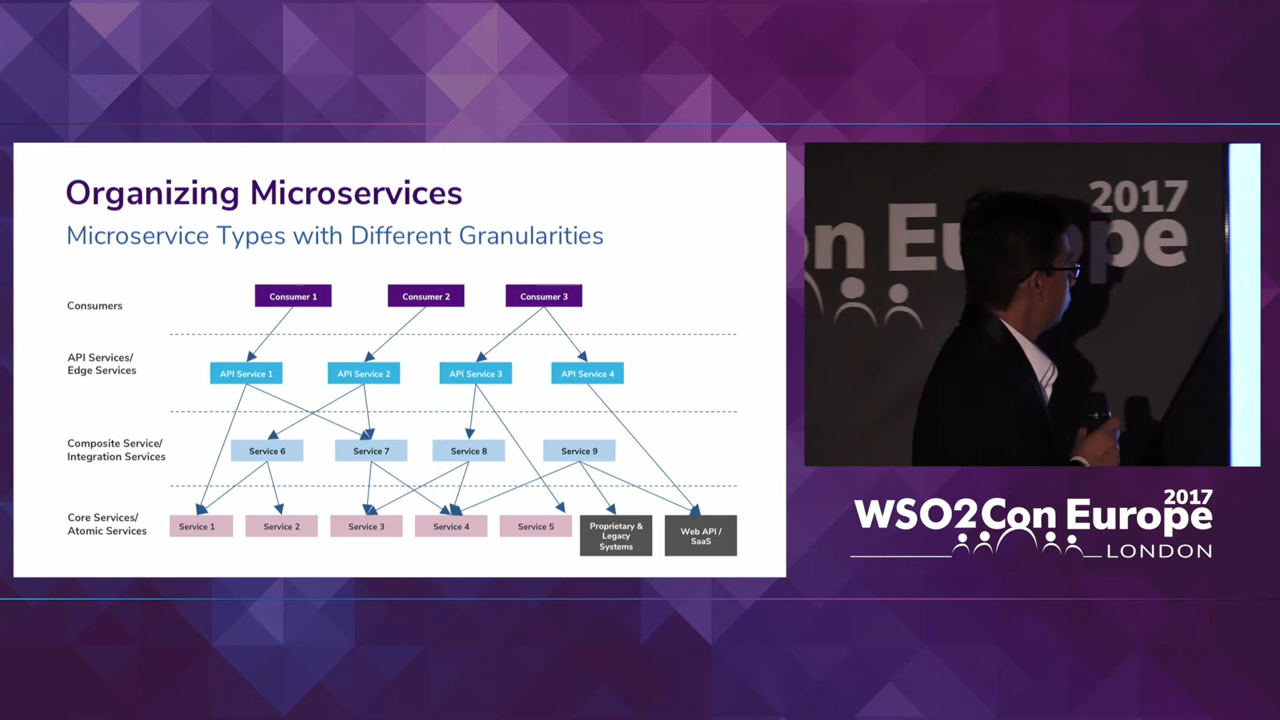 Organizing Microservices
Microservice Types with Different Granularities
Consumers
Consumer 1
Consumer 2
Consumer 3
API Services/
Edge Services
API Service 1
API Service 2
API Service 3
API Service 4
Composite Service/
Integration Services
Service 6
Service 7
Service 8
Service 9
Core Services/
Atomic Services
Service 1
Service 2
Service 3
Service 4
Service 5
Proprietary &
Legacy
Systems
Web API /
SaaS
2017
on Eu pe
2017
WSO2Con Europe
LONDON